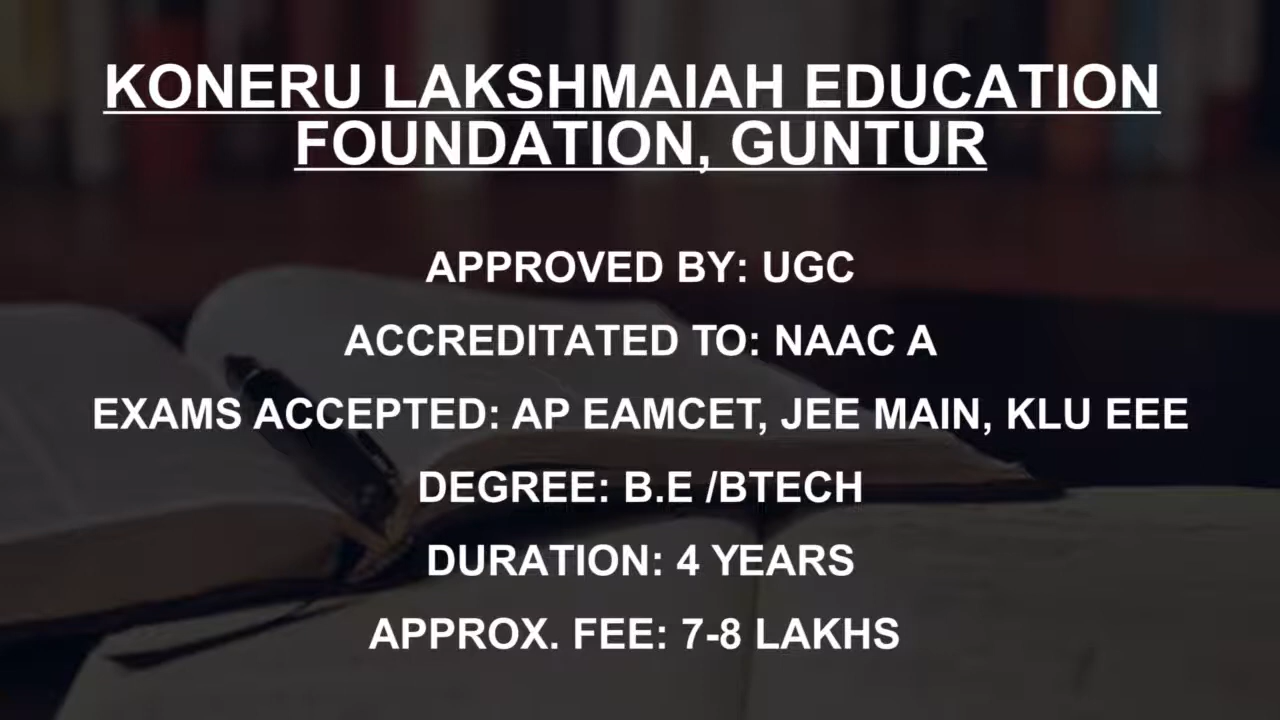 KONERU LAKSHMAIAH EDUCATION
FOUNDATION, GUNTUR
APPROVED BY: UGC
ACCREDITATED TO: NAAC A
EXAMS ACCEPTED: AP EAMCET, JEE MAIN, KLU EEE
DEGREE: B.E /BTECH
DURATION: 4 YEARS
APPROX. FEE: 7-8 LAKHS